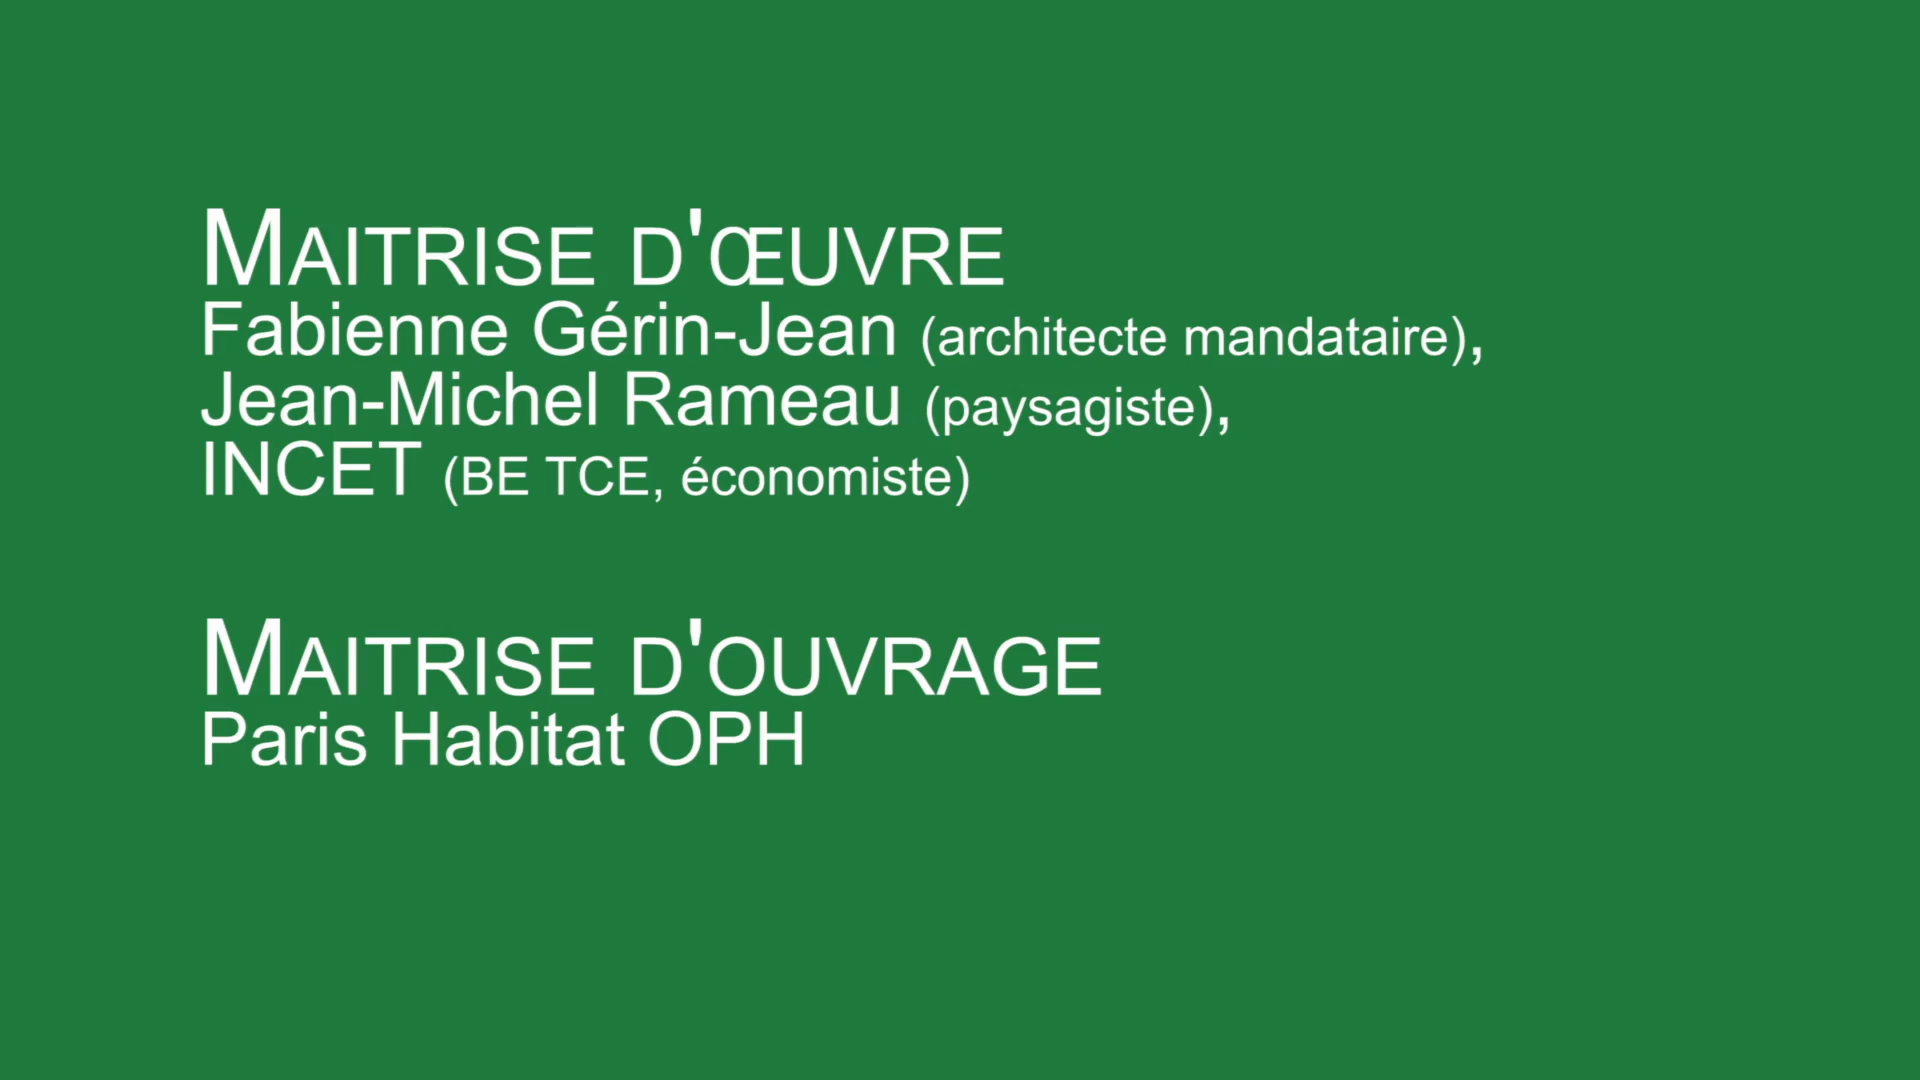 MAITRISE D'ŒUVRE
Fabienne Gérin-Jean (architecte mandataire),
Jean-Michel Rameau (paysagiste),
INCET (BE TCE, économiste)
MAITRISE D'OUVRAGE
Paris Habitat OPH